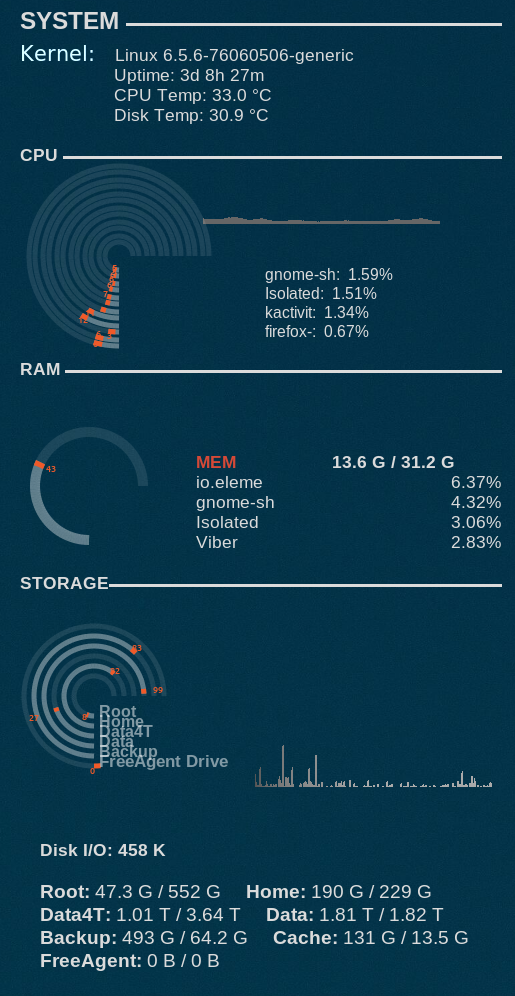 SYSTEM
Kernel: Linux 6.5.6-76060506-generic
Uptime: 3d 8h 27m
CPU Temp: 33.0 °C
Disk Temp: 30.9 °C
CPU
gnome-sh: 1.59%
Isolated: 1.51%
kactivit: 1.34%
firefox-: 0.67%
RAM
43
MEM 13.6 G / 31.2 G
io.eleme 6.37%
gnome-sh 4.32%
Isolated 3.06%
Viber 2.83%
STORAGE
99
Root
Home
Data4T
Data
Backup
FreeAgent Drive
0
Disk I/O: 458 K
Root: 47.3 G / 552 G Home: 190 G / 229 G
Data4T: 1.01 T / 3.64 T Data: 1.81 T / 1.82 T
Backup: 493 G / 64.2 G Cache: 131 G / 13.5 G
FreeAgent: 0 B / 0 B